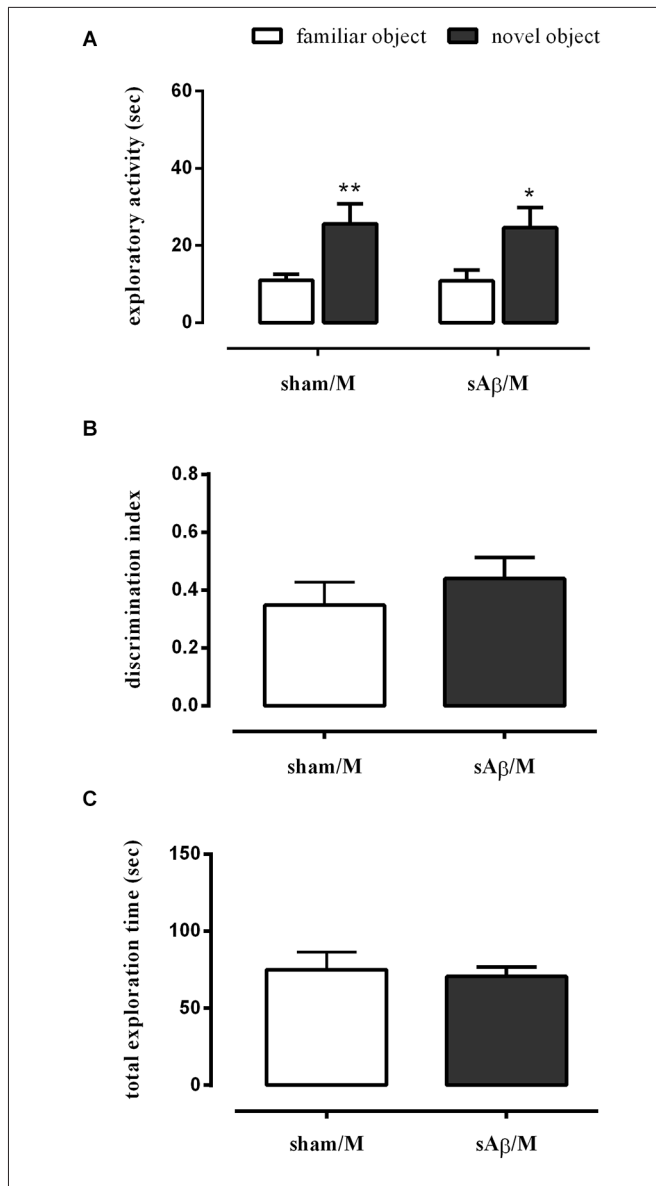 A
familiar object novel object
exploratory activity (sec)
60
40
20
0
**
*
sham/M sAβ/M
B
discrimination index
0.8
0.6
0.4
0.2
0.0
sham/M sAβ/M
C
total exploration time (sec)
150
100
50
0
sham/M sAβ/M